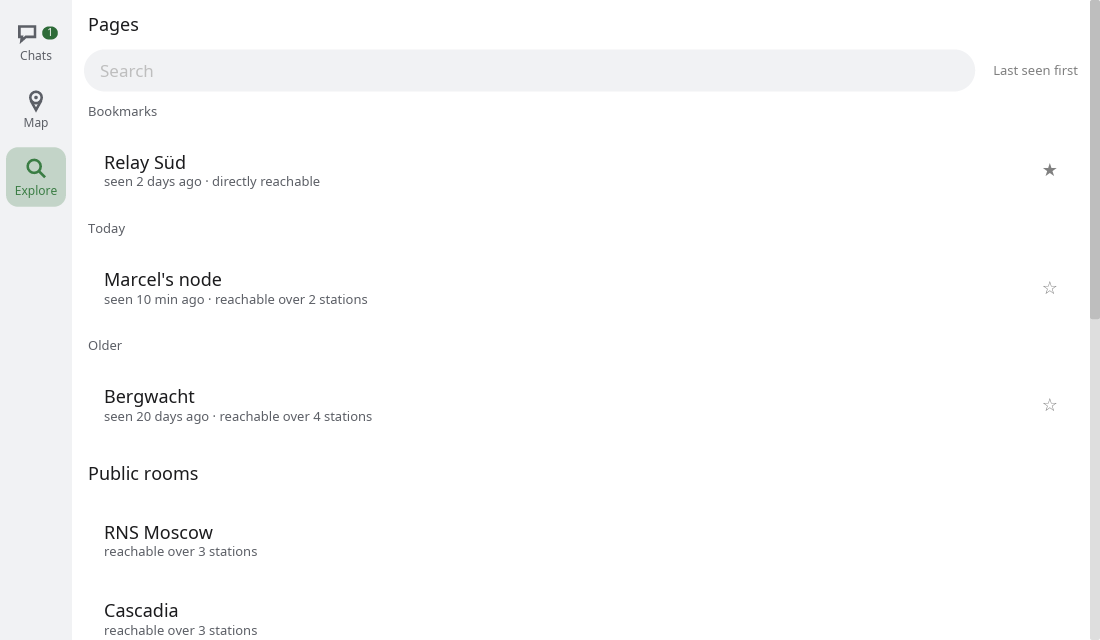 1
Chats
Map
Explore
Pages
Search
Last seen first
Bookmarks
Relay Süd
seen 2 days ago · directly reachable
★
Today
Marcel's node
seen 10 min ago · reachable over 2 stations
☆
Older
Bergwacht
seen 20 days ago · reachable over 4 stations
☆
Public rooms
RNS Moscow
reachable over 3 stations
Cascadia
reachable over 3 stations